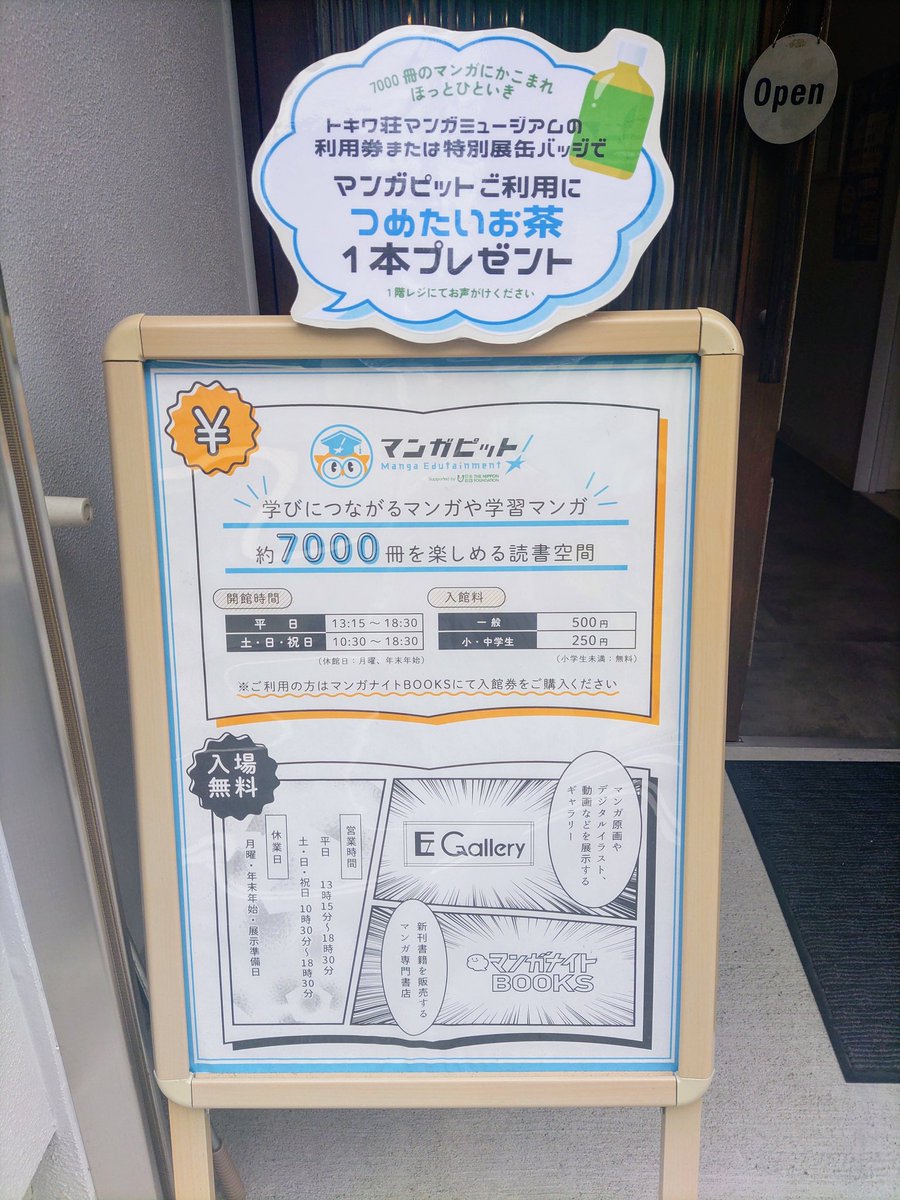 7000冊のマンガにかこまれ
ほっとひといき
トキワ荘マンガミュージアムの
利用券または特別展缶バッジで
マンガピットご利用に
つめたいお茶
1本プレゼント
1階レジにてお声がけください
Open
¥
マンガピット!
Manga Edutainment
Supported by 日本財団 THE NIPPON FOUNDATION
学びにつながるマンガや学習マンガ
約7000冊を楽しめる読書空間
開館時間
平日 13:15〜18:30
土・日・祝日 10:30〜18:30
(休館日:月曜、年末年始)
入館料
一般 500円
小・中学生 250円
(小学生未満:無料)
※ご利用の方はマンガナイトBOOKSにて入館券をご購入ください
入場
無料
マンガ原画や
デジタルイラスト、
動画などを展示する
ギャラリー
EZ Gallery
営業時間
平日 13時15分〜18時30分
土・日・祝日 10時30分〜18時30分
休業日
月曜・年末年始・展示準備日
新刊書籍を販売する
マンガ専門書店
マンガナイト
BOOKS